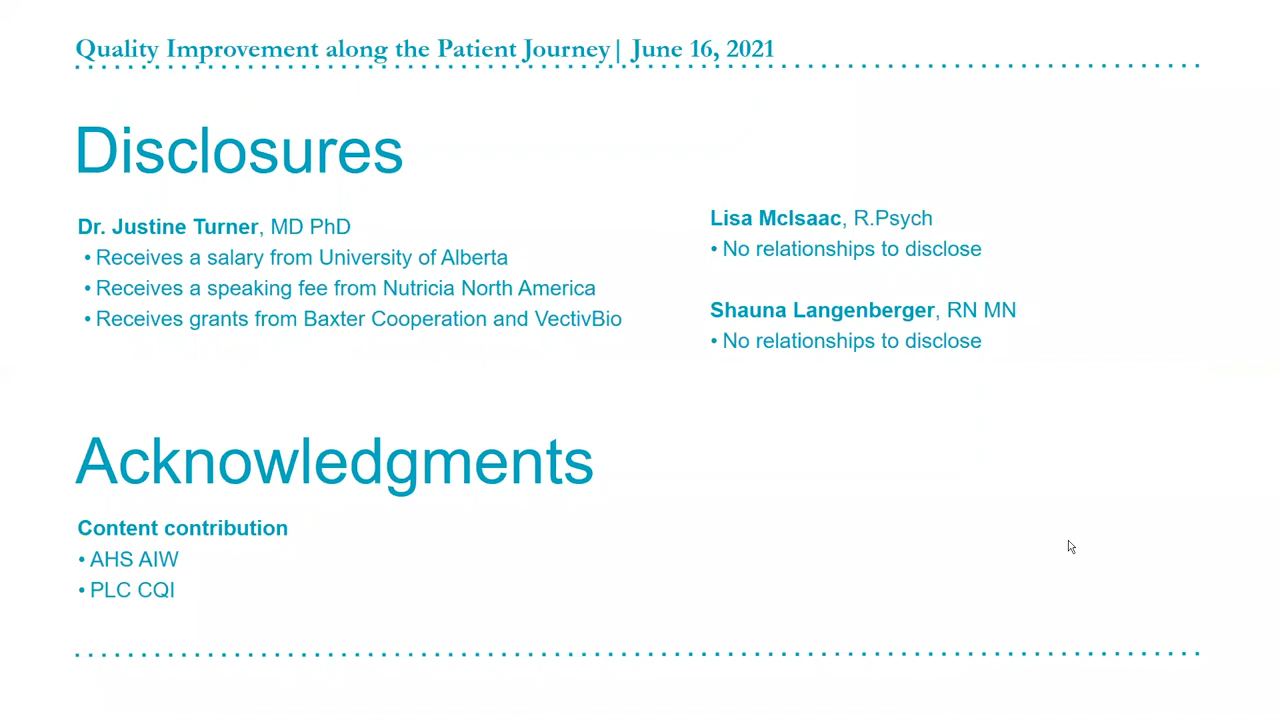 Quality Improvement along the Patient Journey| June 16, 2021
Disclosures
Dr. Justine Turner, MD PhD
• Receives a salary from University of Alberta
• Receives a speaking fee from Nutricia North America
• Receives grants from Baxter Cooperation and VectivBio
Lisa McIsaac, R.Psych
• No relationships to disclose
Shauna Langenberger, RN MN
• No relationships to disclose
Acknowledgments
Content contribution
• AHS AIW
• PLC CQI